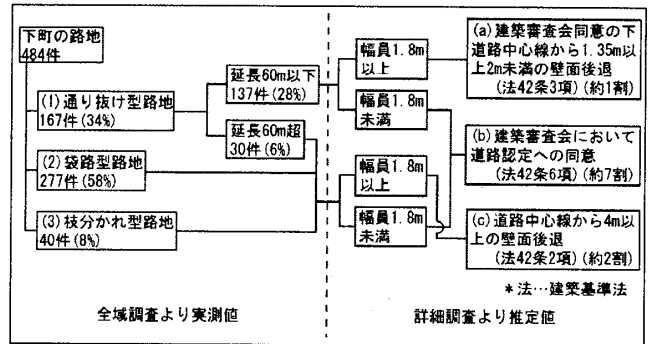 下町の路地
484件
(1) 通り抜け型路地
167件(34%)
(2) 袋路型路地
277件(58%)
(3) 枝分かれ型路地
40件(8%)
延長60m以下
137件(28%)
延長60m超
30件(6%)
幅員1.8m
以上
幅員1.8m
未満
幅員1.8m
以上
幅員1.8m
未満
(a) 建築審査会同意の下
道路中心線から1.35m以
上2m未満の壁面後退
(法42条3項)(約1割)
(b) 建築審査会において
道路認定への同意
(法42条6項)(約7割)
(c) 道路中心線から4m以
上の壁面後退
(法42条2項)(約2割)
*法…建築基準法
全域調査より実測値
詳細調査より推定値